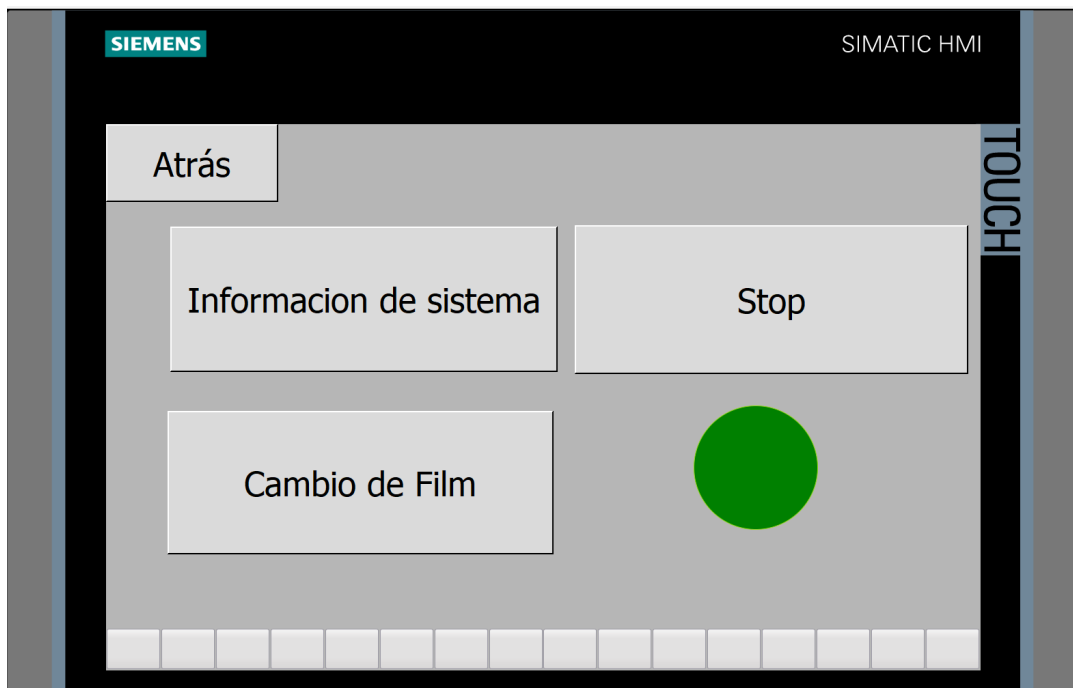 SIEMENS
SIMATIC HMI
TOUCH
Atrás
Informacion de sistema
Stop
Cambio de Film